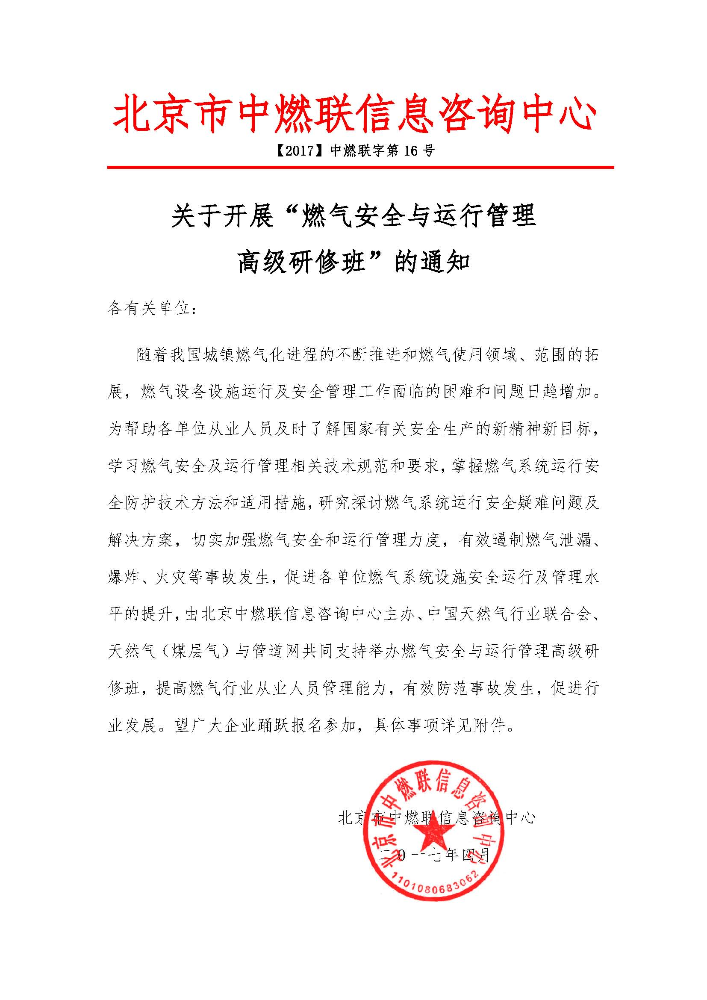 北京市中燃联信息咨询中心
【2017】中燃联字第 16 号
关于开展“燃气安全与运行管理
高级研修班”的通知
各有关单位：
随着我国城镇燃气化进程的不断推进和燃气使用领域、范围的拓
展，燃气设备设施运行及安全管理工作面临的困难和问题日趋增加。
为帮助各单位从业人员及时了解国家有关安全生产的新精神新目标，
学习燃气安全及运行管理相关技术规范和要求，掌握燃气系统运行安
全防护技术方法和适用措施，研究探讨燃气系统运行安全疑难问题及
解决方案，切实加强燃气安全和运行管理力度，有效遏制燃气泄漏、
爆炸、火灾等事故发生，促进各单位燃气系统设施安全运行及管理水
平的提升，由北京中燃联信息咨询中心主办、中国天然气行业联合会、
天然气（煤层气）与管道网共同支持举办燃气安全与运行管理高级研
修班，提高燃气行业从业人员管理能力，有效防范事故发生，促进行
业发展。望广大企业踊跃报名参加，具体事项详见附件。
北京市中燃联信息咨询中心
二0一七年四月
北京市中燃联信息咨询中心
1101080683062